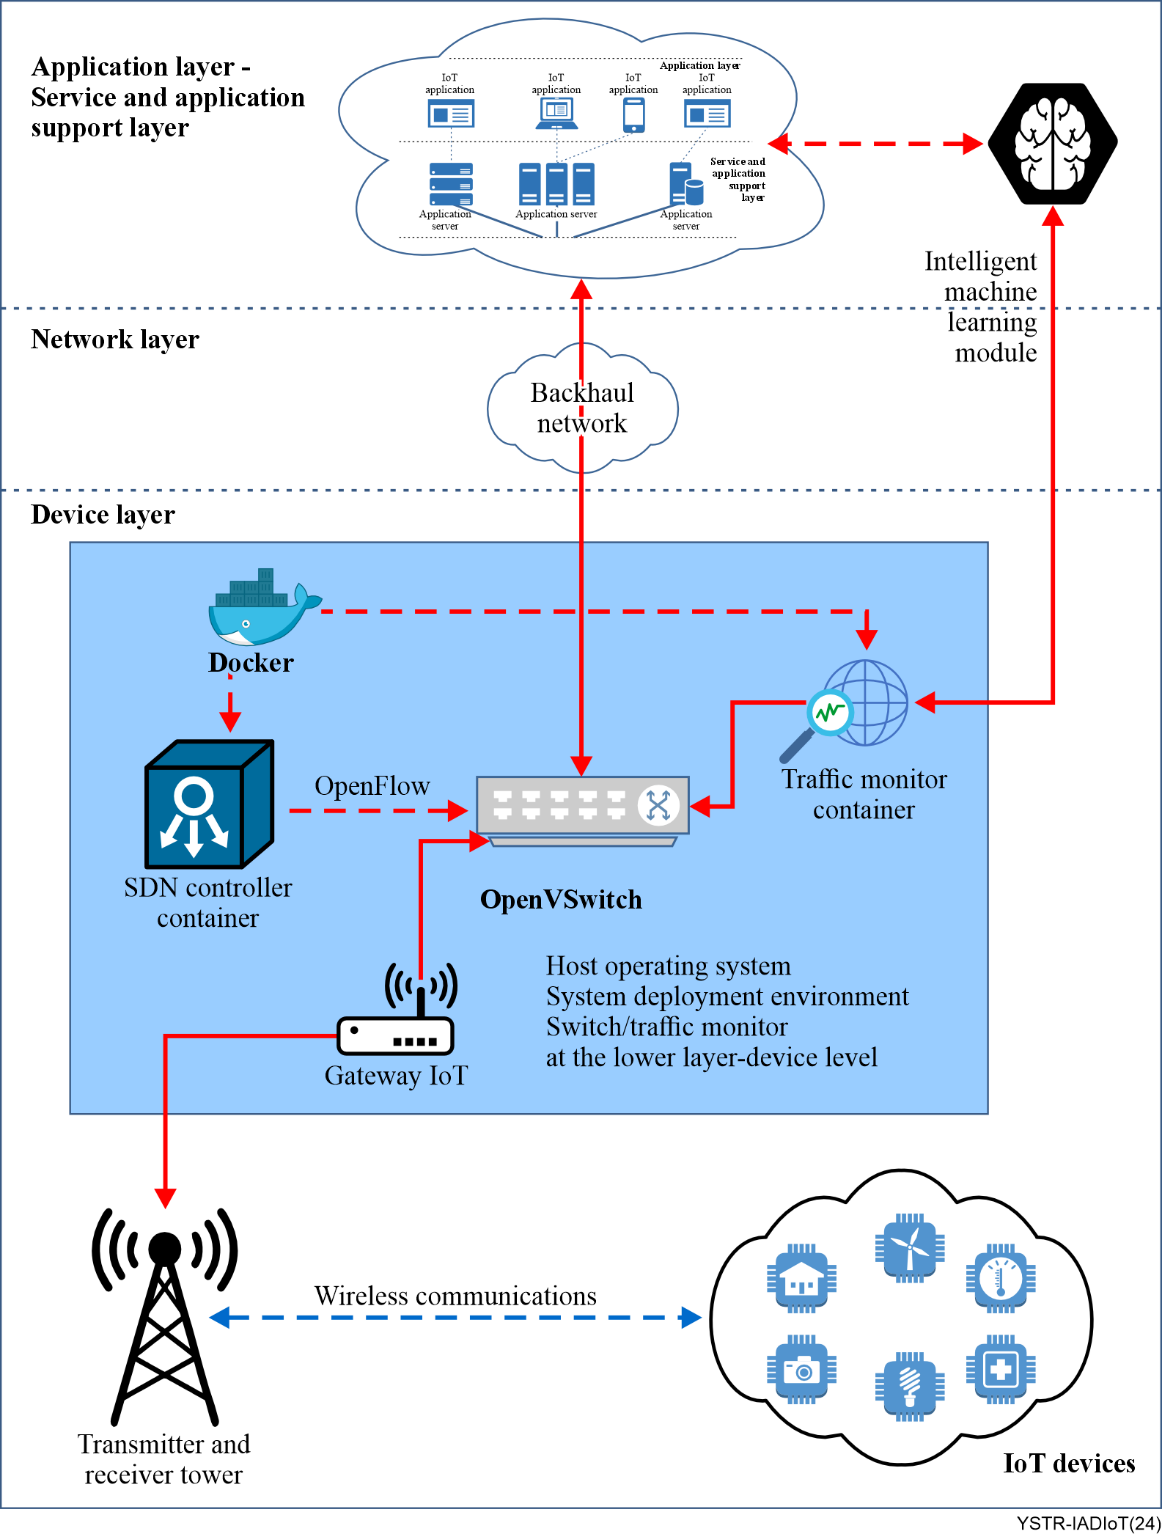 Application layer -
Service and application
support layer
Application layer
IoT
application
IoT
application
IoT
application
IoT
application
Service and
application
support
layer
Application
server
Application server
Application
server
Intelligent
machine
learning
module
Network layer
Backhaul
network
Device layer
Docker
OpenFlow
Traffic monitor
container
SDN controller
container
OpenVSwitch
Host operating system
System deployment environment
Switch/traffic monitor
at the lower layer-device level
Gateway IoT
Wireless communications
Transmitter and
receiver tower
IoT devices
YSTR-IADIoT(24)